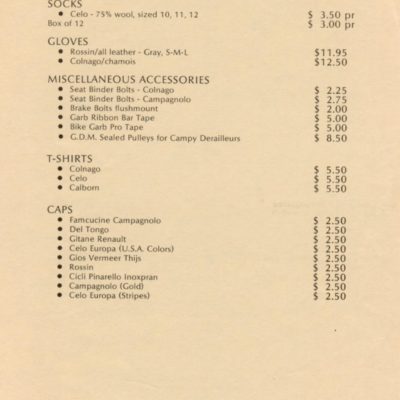 SOCKS
• Celo - 75% wool, sized 10, 11, 12 $ 3.50 pr
Box of 12 $ 3.00 pr
GLOVES
• Rossin/all leather - Gray, S-M-L $11.95
• Colnago/chamois $12.50
MISCELLANEOUS ACCESSORIES
• Seat Binder Bolts - Colnago $ 2.25
• Seat Binder Bolts - Campagnolo $ 2.75
• Brake Bolts flushmount $ 2.00
• Garb Ribbon Bar Tape $ 5.00
• Bike Garb Pro Tape $ 5.00
• G.D.M. Sealed Pulleys for Campy Derailleurs $ 8.50
T-SHIRTS
• Colnago $ 5.50
• Celo $ 5.50
• Calbom $ 5.50
CAPS
• Famcucine Campagnolo $ 2.50
• Del Tongo $ 2.50
• Gitane Renault $ 2.50
• Celo Europa (U.S.A. Colors) $ 2.50
• Gios Vermeer Thijs $ 2.50
• Rossin $ 2.50
• Cicli Pinarello Inoxpran $ 2.50
• Campagnolo (Gold) $ 2.50
• Celo Europa (Stripes) $ 2.50